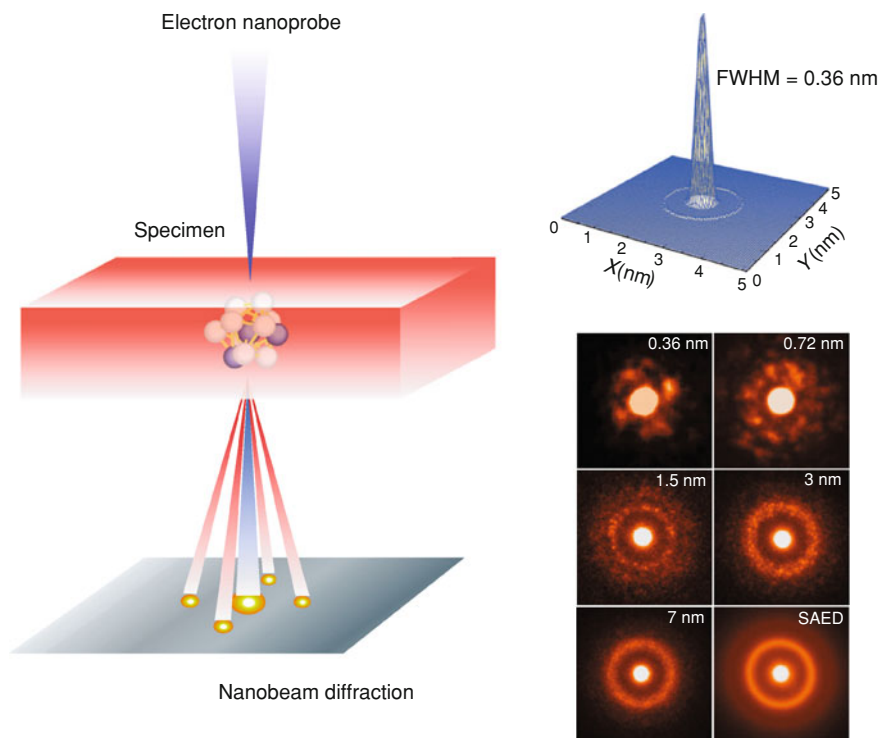 Electron nanoprobe
Specimen
Nanobeam diffraction
FWHM = 0.36 nm
0
1
2
3
4
5
X(nm)
0
1
2
3
4
5
Y(nm)
0.36 nm
0.72 nm
1.5 nm
3 nm
7 nm
SAED